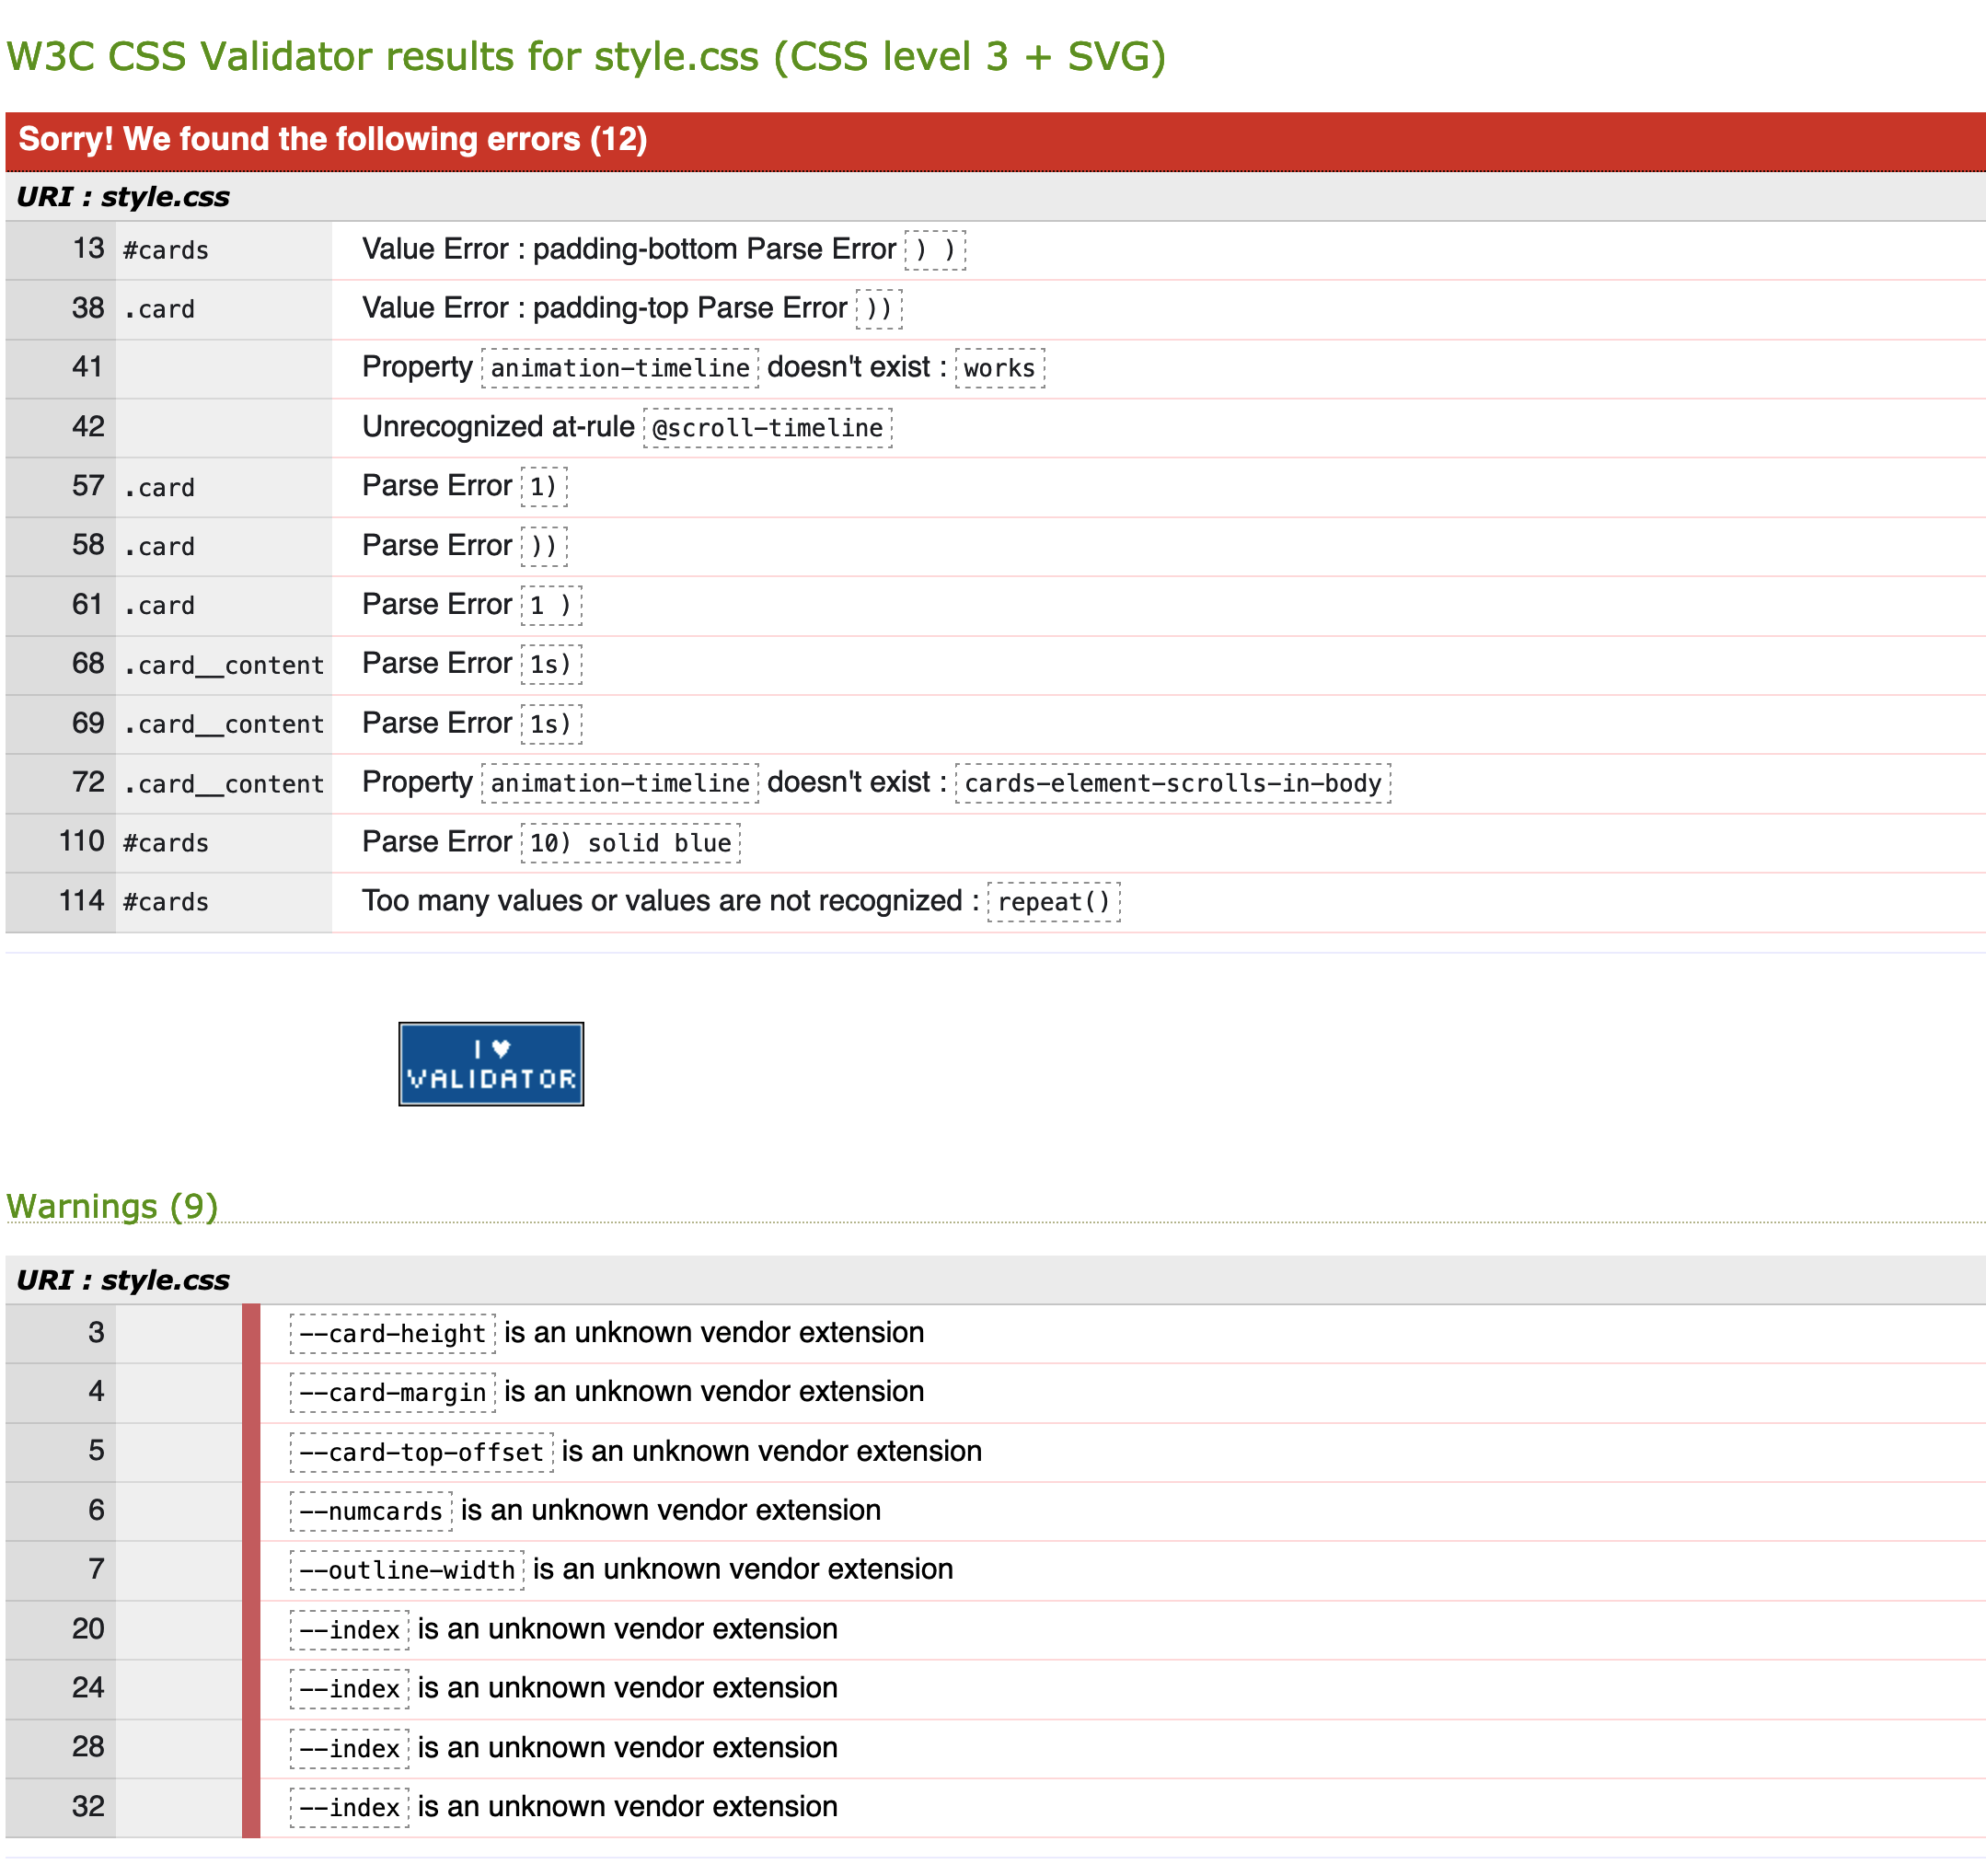 W3C CSS Validator results for style.css (CSS level 3 + SVG)
Sorry! We found the following errors (12)
URI : style.css
13 #cards Value Error : padding-bottom Parse Error ) )
38 .card Value Error : padding-top Parse Error ))
41 Property animation-timeline doesn't exist : works
42 Unrecognized at-rule @scroll-timeline
57 .card Parse Error 1)
58 .card Parse Error ))
61 .card Parse Error 1 )
68 .card__content Parse Error 1s)
69 .card__content Parse Error 1s)
72 .card__content Property animation-timeline doesn't exist : cards-element-scrolls-in-body
110 #cards Parse Error 10) solid blue
114 #cards Too many values or values are not recognized : repeat()
I ♥
VALIDATOR
Warnings (9)
URI : style.css
3 --card-height is an unknown vendor extension
4 --card-margin is an unknown vendor extension
5 --card-top-offset is an unknown vendor extension
6 --numcards is an unknown vendor extension
7 --outline-width is an unknown vendor extension
20 --index is an unknown vendor extension
24 --index is an unknown vendor extension
28 --index is an unknown vendor extension
32 --index is an unknown vendor extension